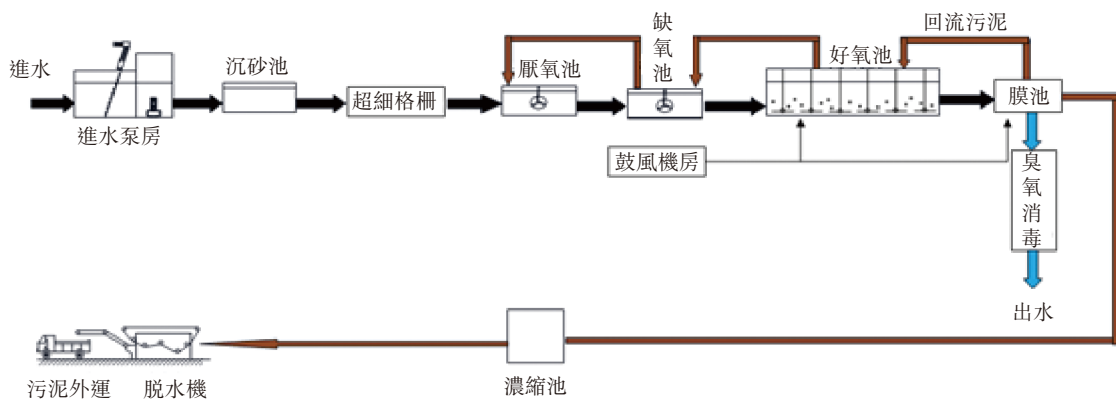 進水
進水泵房
沉砂池
超細格柵
厭氧池
缺氧池
好氧池
回流污泥
膜池
鼓風機房
臭氧消毒
出水
濃縮池
脱水機
污泥外運